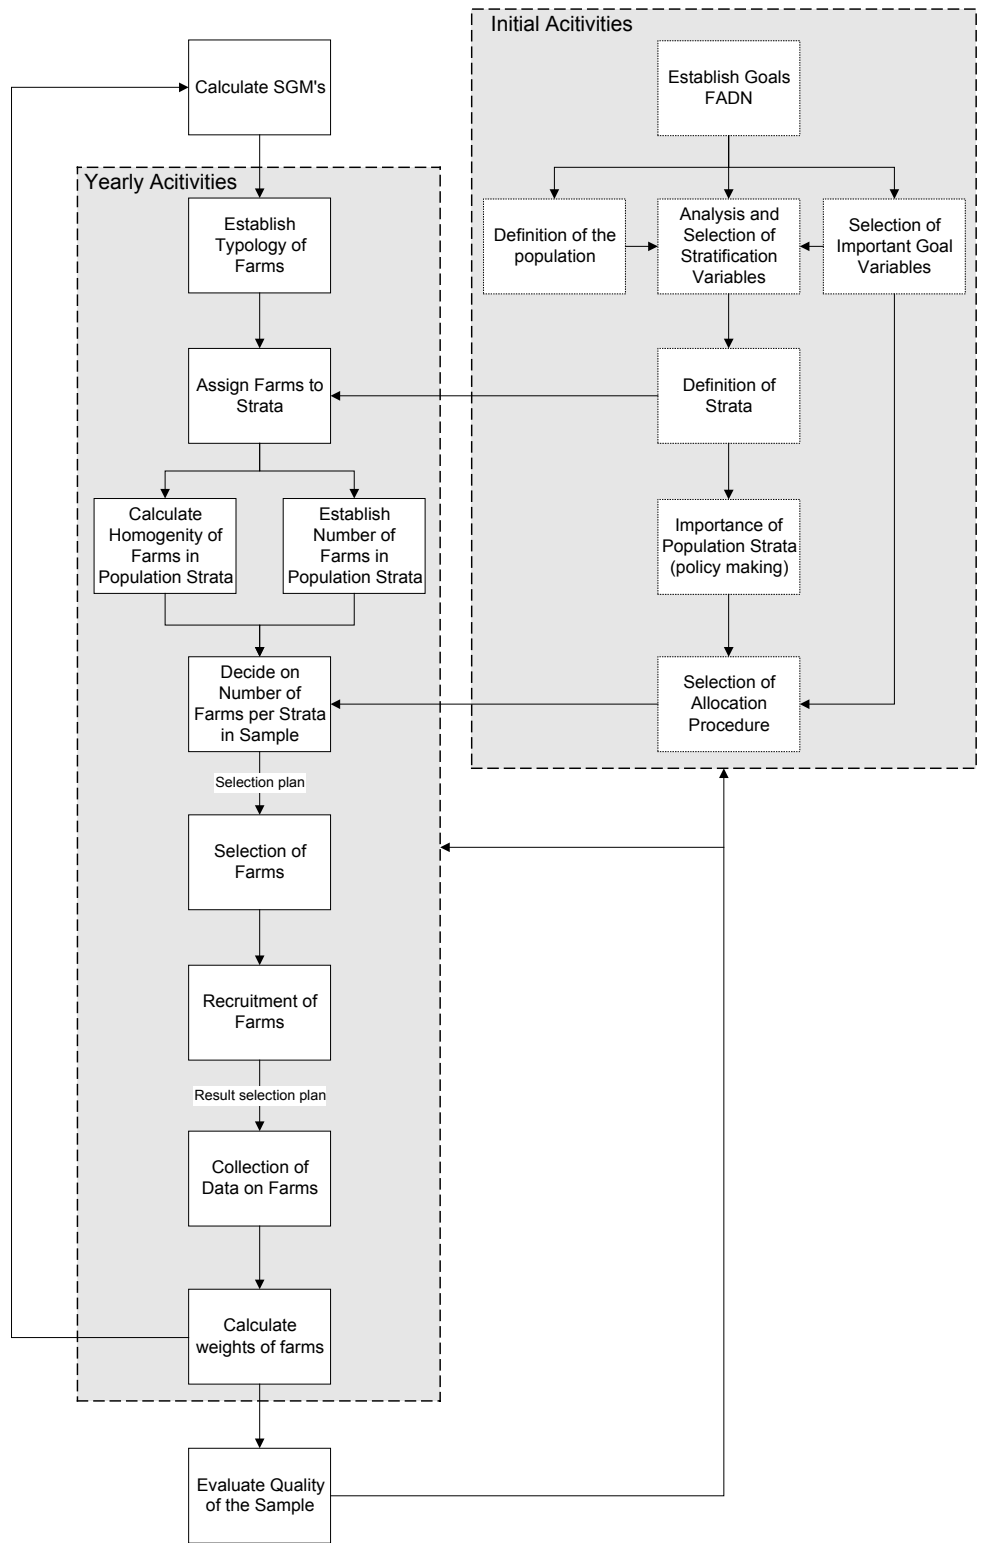 Initial Acitivities
Establish Goals
FADN
Definition of the
population
Analysis and
Selection of
Stratification
Variables
Selection of
Important Goal
Variables
Definition of
Strata
Importance of
Population Strata
(policy making)
Selection of
Allocation
Procedure
Calculate SGM's
Yearly Acitivities
Establish
Typology of
Farms
Assign Farms to
Strata
Calculate
Homogenity of
Farms in
Population Strata
Establish
Number of
Farms in
Population Strata
Decide on
Number of
Farms per Strata
in Sample
Selection plan
Selection of
Farms
Recruitment of
Farms
Result selection plan
Collection of
Data on Farms
Calculate
weights of farms
Evaluate Quality
of the Sample